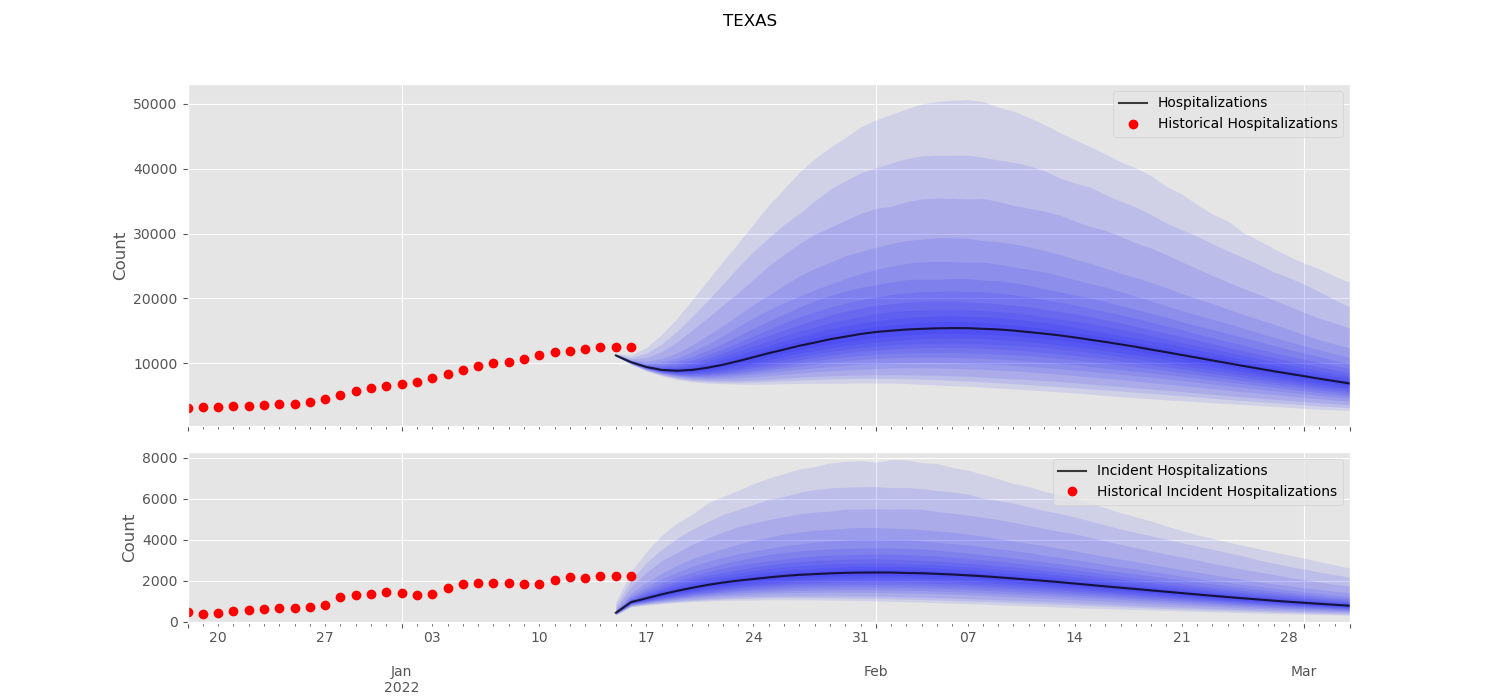 TEXAS
50000
40000
30000
20000
10000
Count
Hospitalizations
Historical Hospitalizations
8000
6000
4000
2000
0
Count
Incident Hospitalizations
Historical Incident Hospitalizations
20 27 03 10 17 24 31 07 14 21 28
Jan Feb Mar
2022